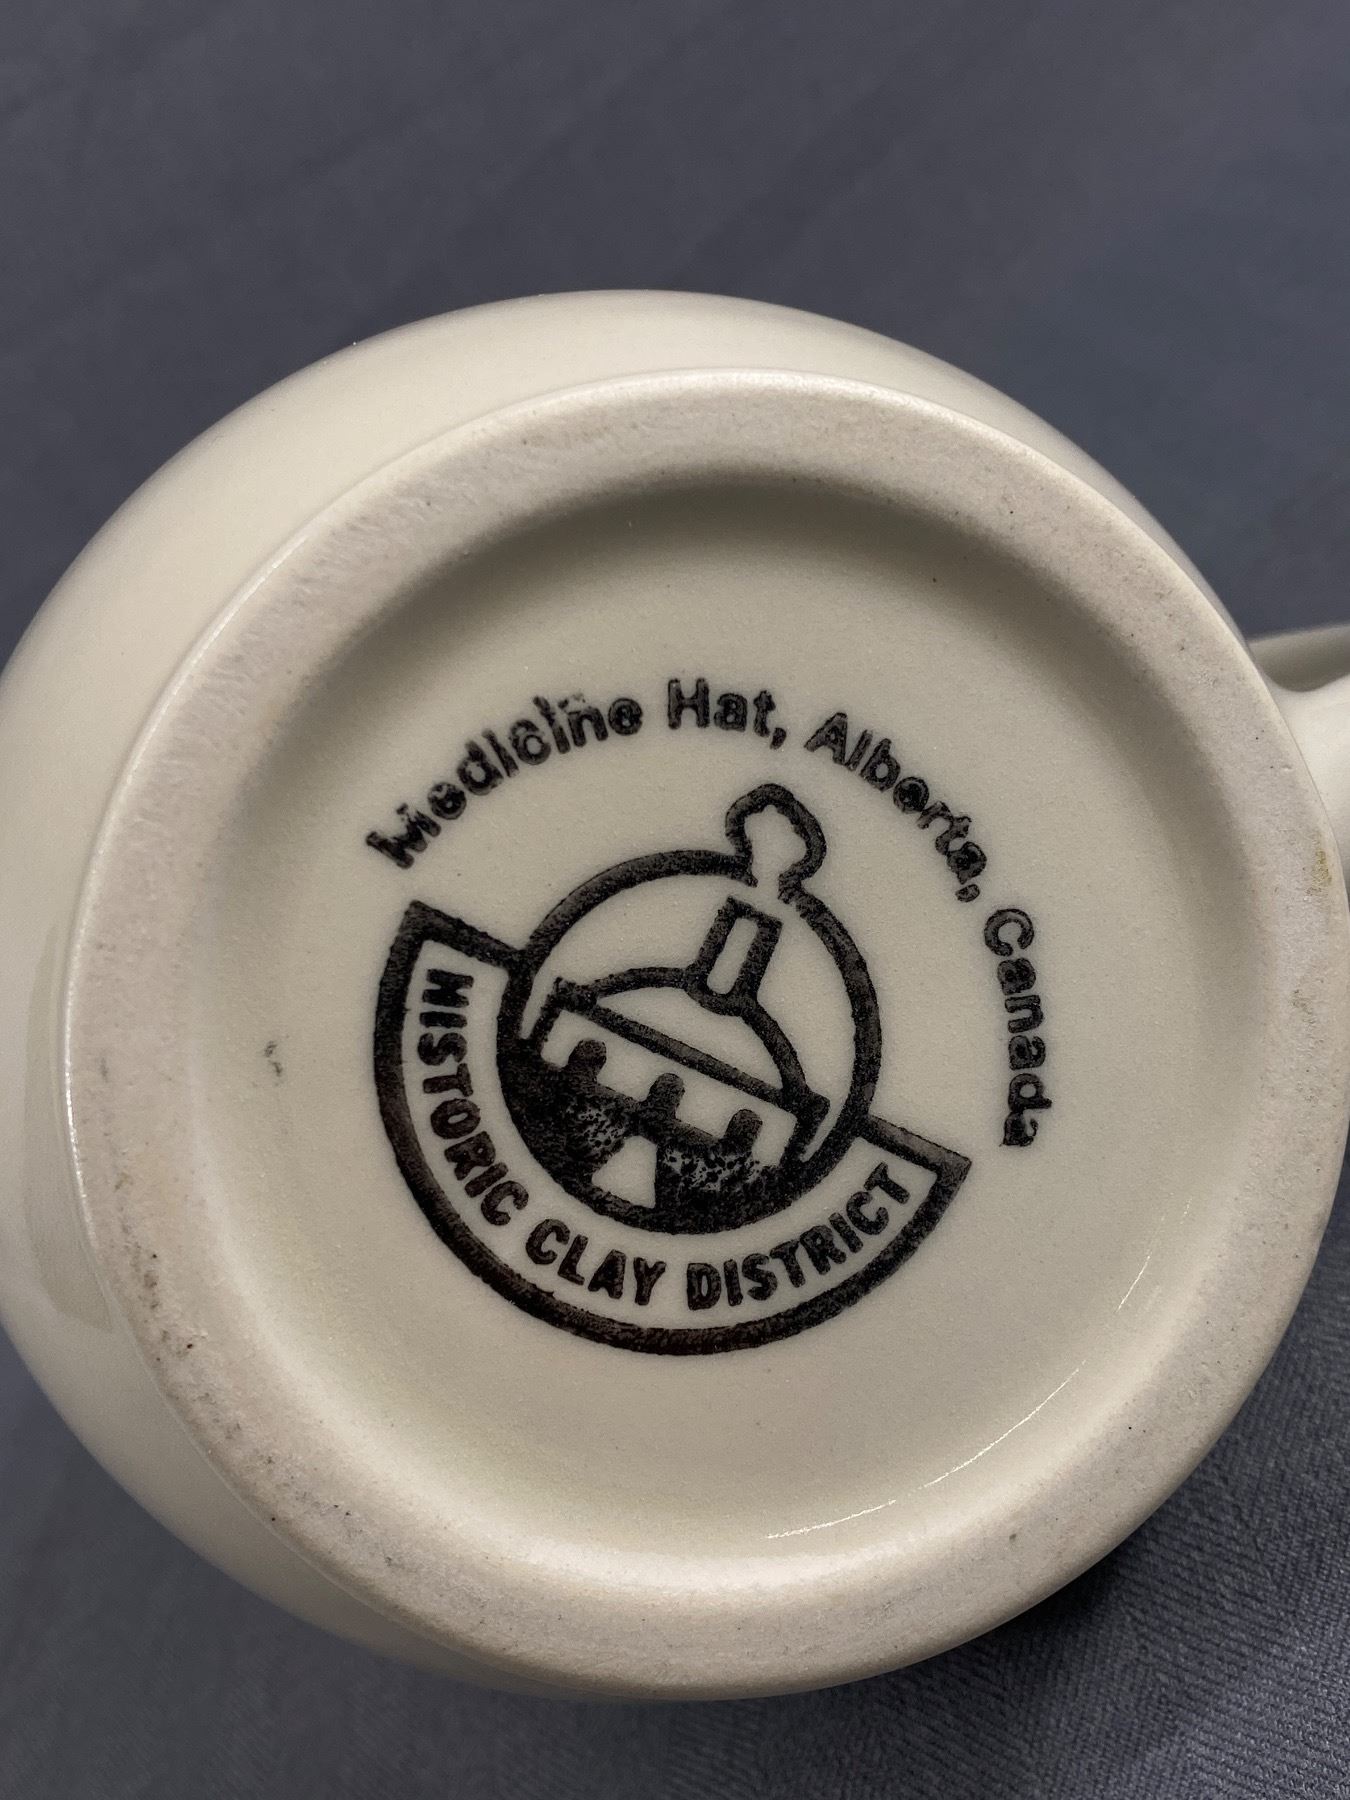 Medicine Hat, Alberta, Canada
HISTORIC CLAY DISTRICT